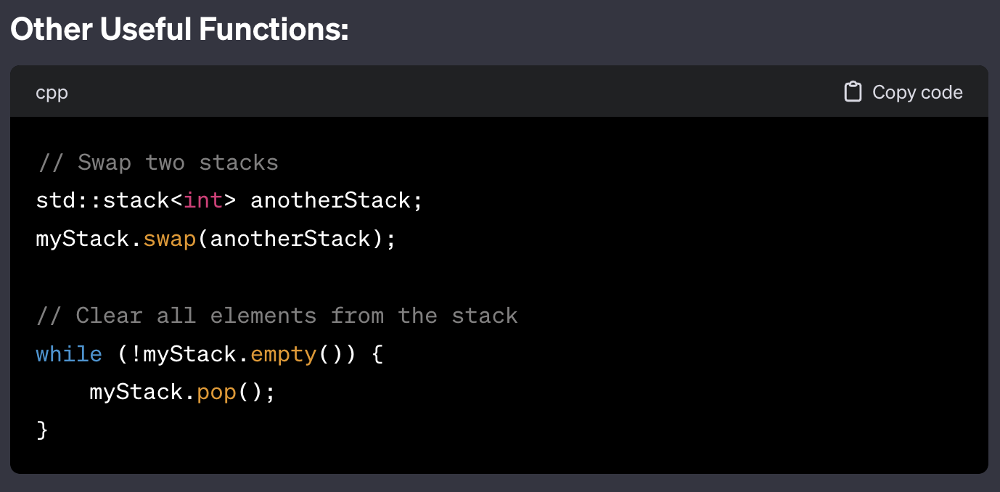 Other Useful Functions:
cpp
Copy code
// Swap two stacks
std::stack<int> anotherStack;
myStack.swap(anotherStack);
// Clear all elements from the stack
while (!myStack.empty()) {
    myStack.pop();
}